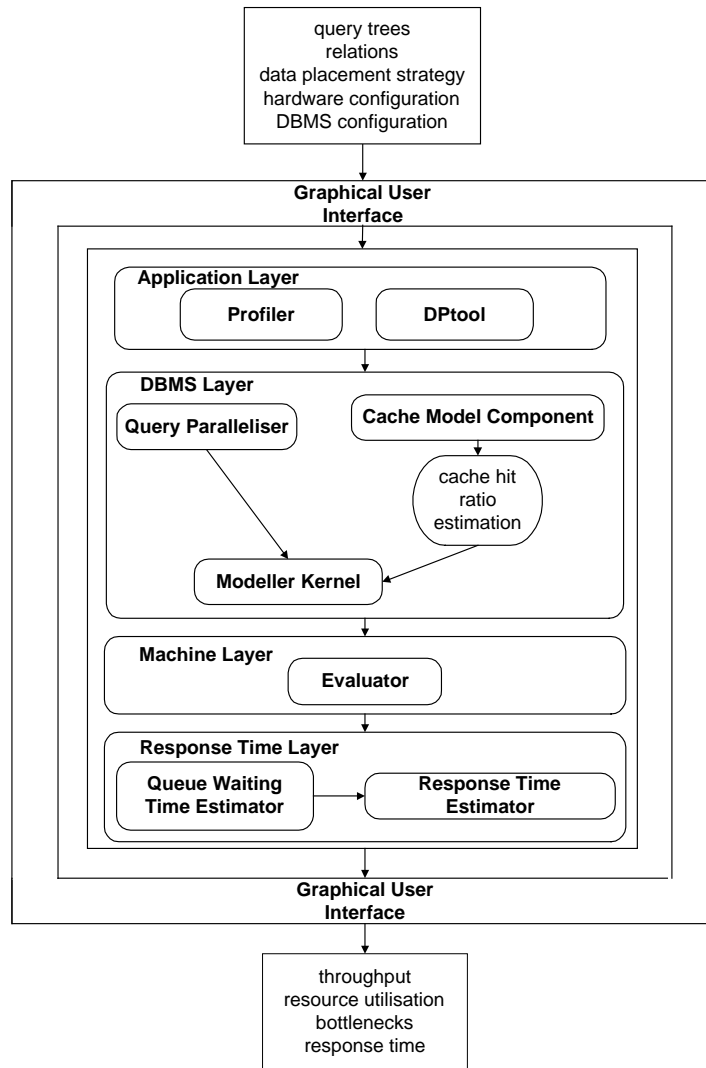 query trees
relations
data placement strategy
hardware configuration
DBMS configuration
Graphical User
Interface
Application Layer
Profiler
DPtool
DBMS Layer
Query Paralleliser
Cache Model Component
cache hit
ratio
estimation
Modeller Kernel
Machine Layer
Evaluator
Response Time Layer
Queue Waiting
Time Estimator
Response Time
Estimator
Graphical User
Interface
throughput
resource utilisation
bottlenecks
response time